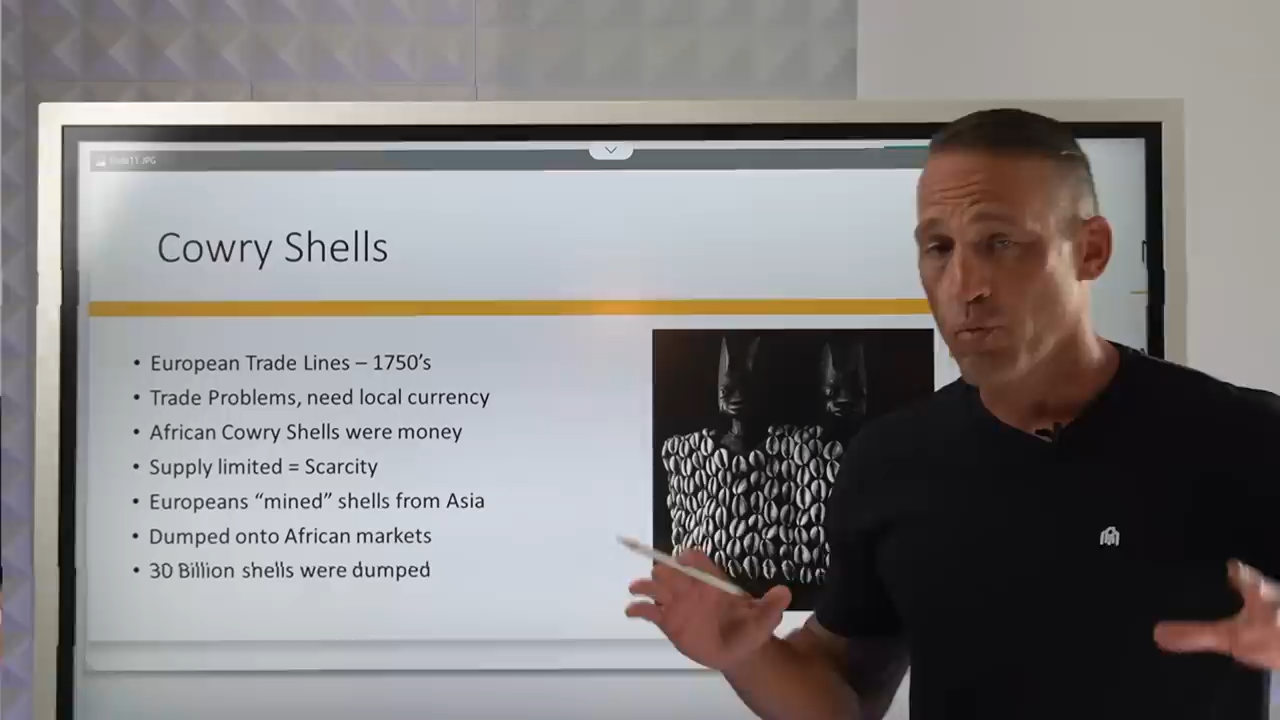 Cowry Shells
• European Trade Lines – 1750's
• Trade Problems, need local currency
• African Cowry Shells were money
• Supply limited = Scarcity
• Europeans “mined” shells from Asia
• Dumped onto African markets
• 30 Billion shells were dumped